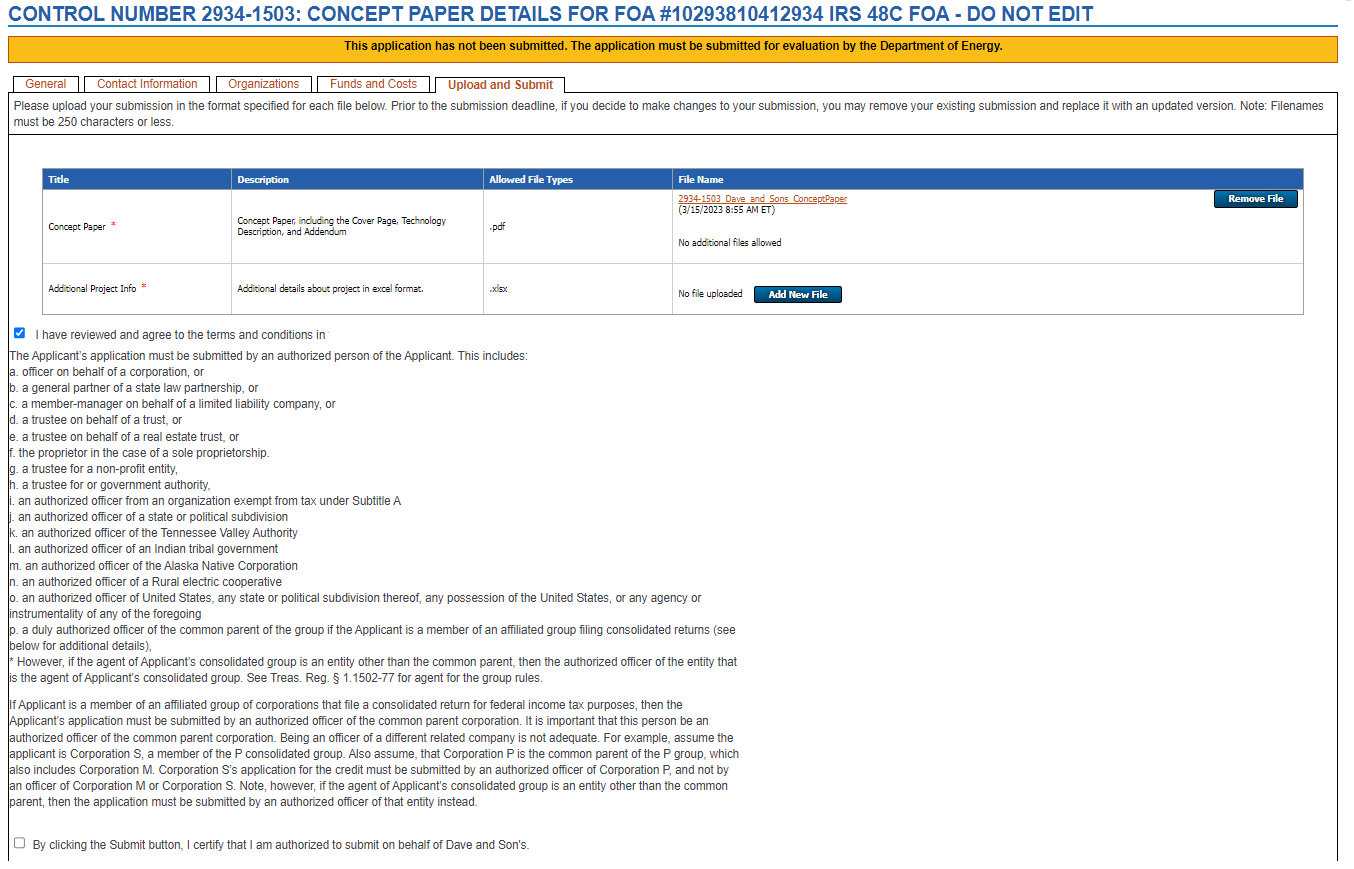 CONTROL NUMBER 2934-1503: CONCEPT PAPER DETAILS FOR FOA #10293810412934 IRS 48C FOA - DO NOT EDIT
This application has not been submitted. The application must be submitted for evaluation by the Department of Energy.
General Contact Information Organizations Funds and Costs Upload and Submit
Please upload your submission in the format specified for each file below. Prior to the submission deadline, if you decide to make changes to your submission, you may remove your existing submission and replace it with an updated version. Note: Filenames
must be 250 characters or less.
Title Description Allowed File Types File Name
Concept Paper *
Concept Paper, including the Cover Page, Technology
Description, and Addendum
.pdf
2934-1503_Dave_and_Sons_ConceptPaper
(3/15/2023 8:55 AM ET)
Remove File
No additional files allowed
Additional Project Info * Additional details about project in excel format. .xlsx No file uploaded Add New File
I have reviewed and agree to the terms and conditions in
The Applicant's application must be submitted by an authorized person of the Applicant. This includes:
a. officer on behalf of a corporation, or
b. a general partner of a state law partnership, or
c. a member-manager on behalf of a limited liability company, or
d. a trustee on behalf of a trust, or
e. a trustee on behalf of a real estate trust, or
f. the proprietor in the case of a sole proprietorship.
g. a trustee for a non-profit entity,
h. a trustee for or government authority,
i. an authorized officer from an organization exempt from tax under Subtitle A
j. an authorized officer of a state or political subdivision
k. an authorized officer of the Tennessee Valley Authority
l. an authorized officer of an Indian tribal government
m. an authorized officer of the Alaska Native Corporation
n. an authorized officer of a Rural electric cooperative
o. an authorized officer of United States, any state or political subdivision thereof, any possession of the United States, or any agency or
instrumentality of any of the foregoing
p. a duly authorized officer of the common parent of the group if the Applicant is a member of an affiliated group filing consolidated returns (see
below for additional details),
* However, if the agent of Applicant's consolidated group is an entity other than the common parent, then the authorized officer of the entity that
is the agent of Applicant's consolidated group. See Treas. Reg. § 1.1502-77 for agent for the group rules.
If Applicant is a member of an affiliated group of corporations that file a consolidated return for federal income tax purposes, then the
Applicant's application must be submitted by an authorized officer of the common parent corporation. It is important that this person be an
authorized officer of the common parent corporation. Being an officer of a different related company is not adequate. For example, assume the
applicant is Corporation S, a member of the P consolidated group. Also assume, that Corporation P is the common parent of the P group, which
also includes Corporation M. Corporation S's application for the credit must be submitted by an authorized officer of Corporation P, and not by
an officer of Corporation M or Corporation S. Note, however, if the agent of Applicant's consolidated group is an entity other than the common
parent, then the application must be submitted by an authorized officer of that entity instead.
By clicking the Submit button, I certify that I am authorized to submit on behalf of Dave and Son's.